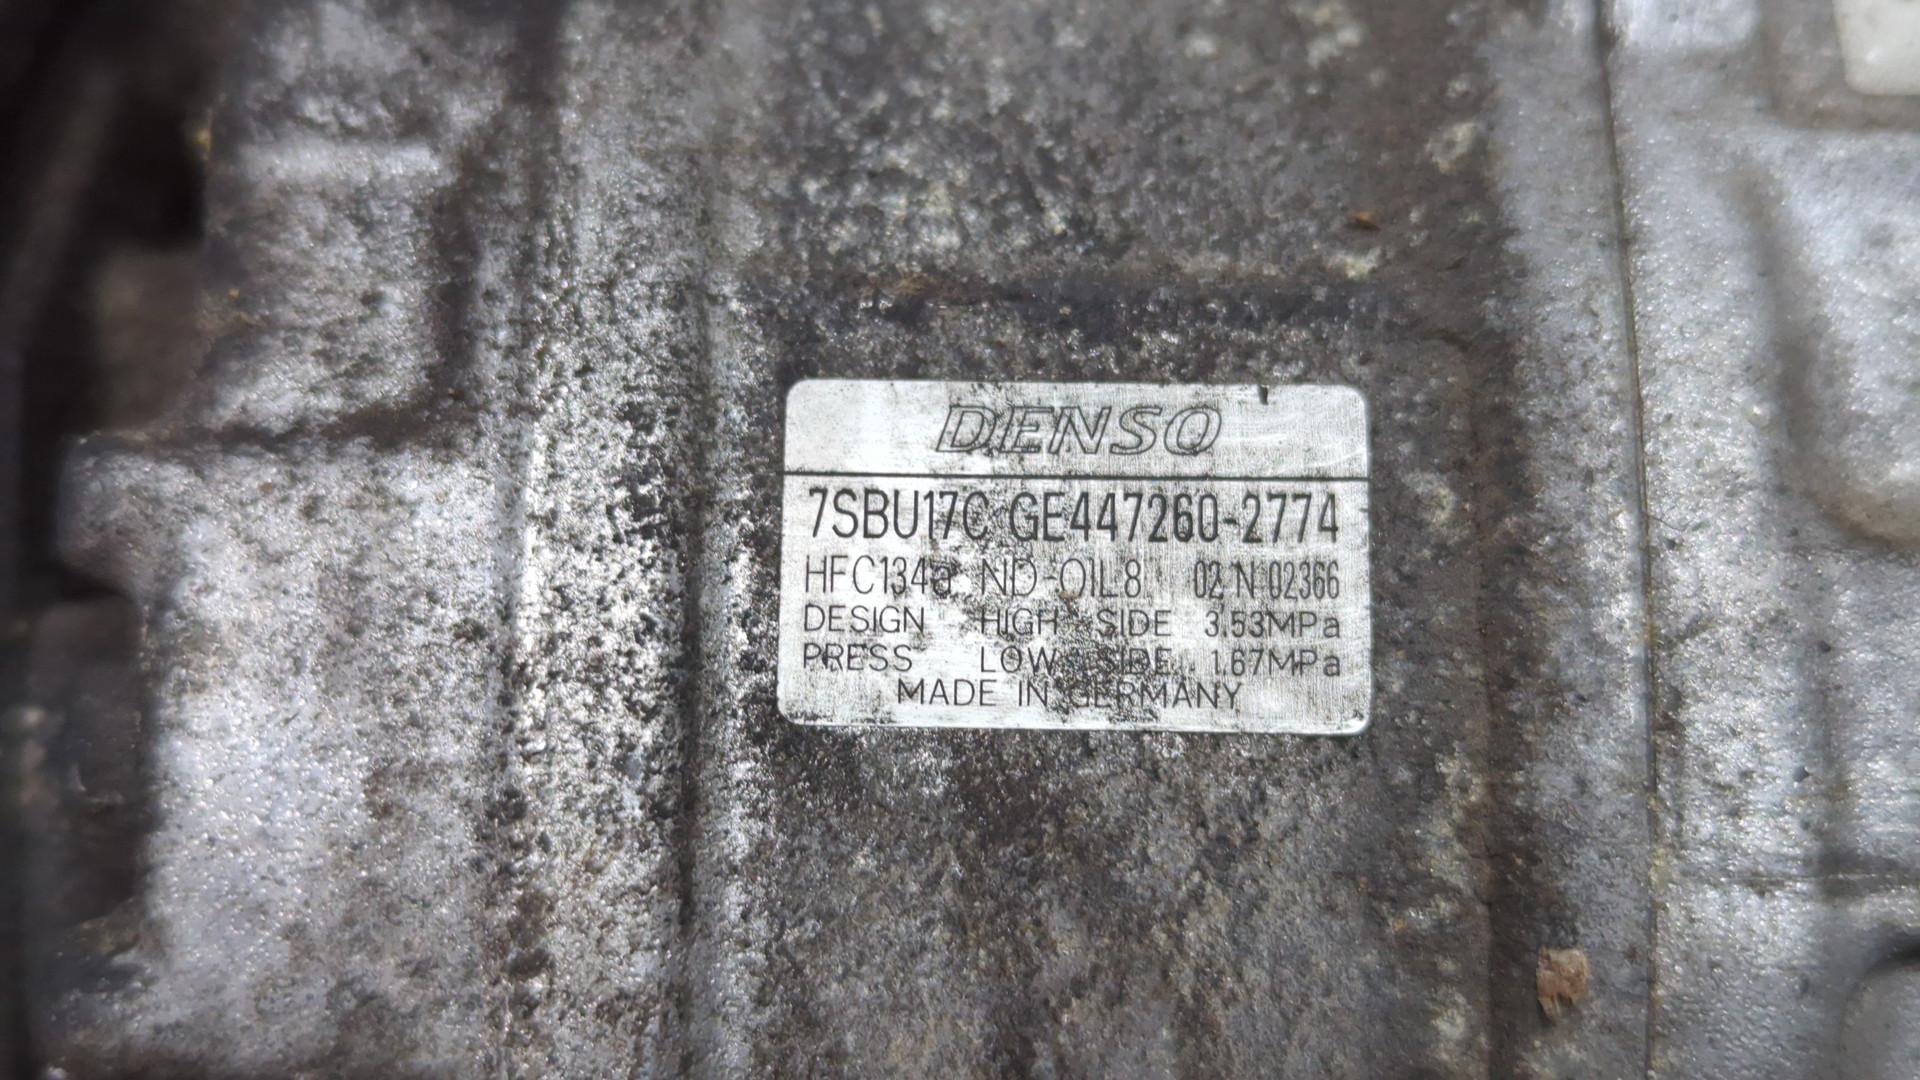 DENSO
7SBU17C GE447260-2774
HFC134a ND-OIL8 02 N 02366
DESIGN HIGH SIDE 3.53MPa
PRESS LOW SIDE 1.67MPa
MADE IN GERMANY